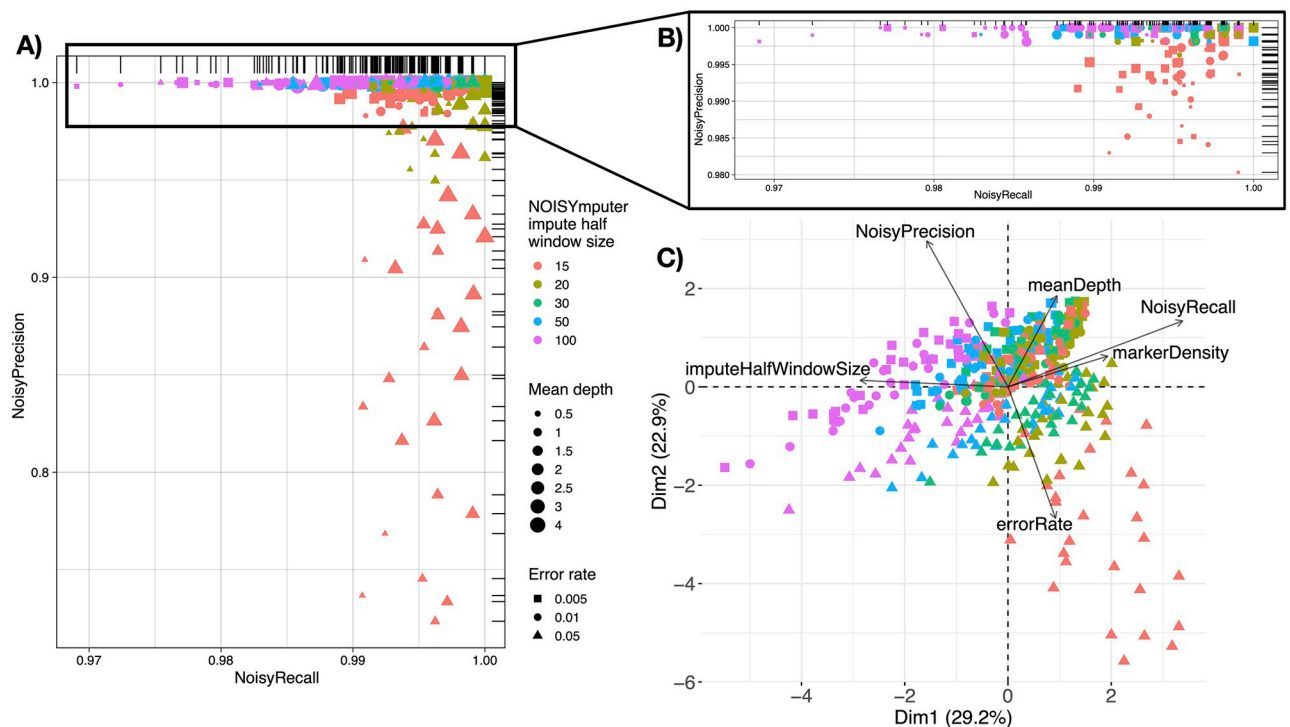 A)
1.0
0.9
0.8
NoisyPrecision
0.97
0.98
0.99
1.00
NoisyRecall
NOISYmputer
impute half
window size
15
20
30
50
100
Mean depth
0.5
1
1.5
2
2.5
3
4
Error rate
0.005
0.01
0.05
B)
1.000
0.995
0.990
0.985
0.980
NoisyPrecision
0.97
0.98
0.99
1.00
NoisyRecall
C)
NoisyPrecision
meanDepth
NoisyRecall
markerDensity
imputeHalfWindowSize
errorRate
2
0
−2
−4
−6
Dim2 (22.9%)
−4
−2
0
2
Dim1 (29.2%)